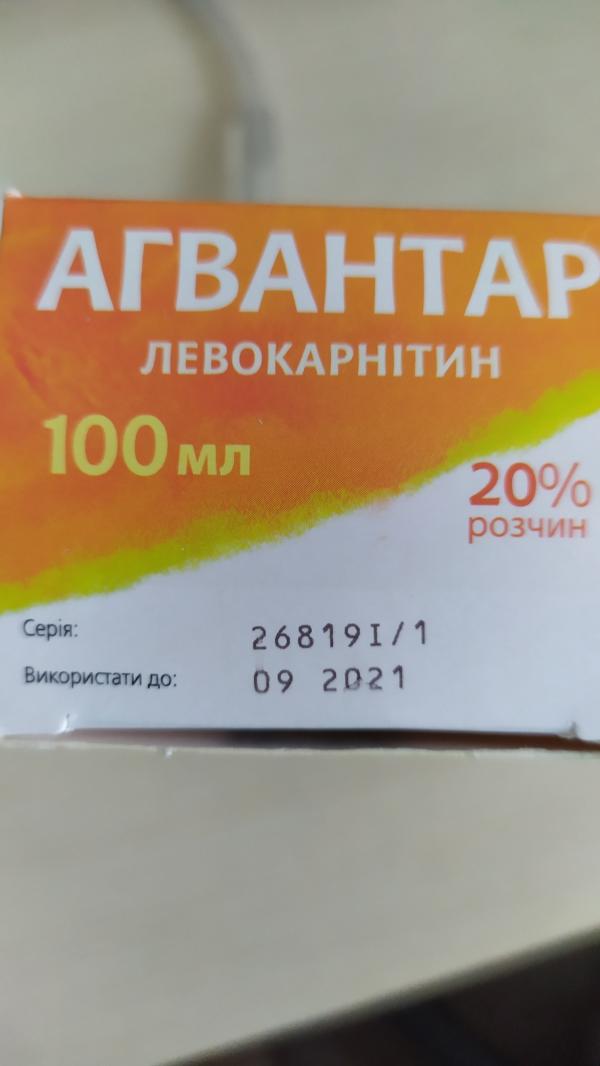 АГВАНТАР
ЛЕВОКАРНІТИН
100 мл
20%
розчин
Серія: 26819I/1
Використати до: 09 2021